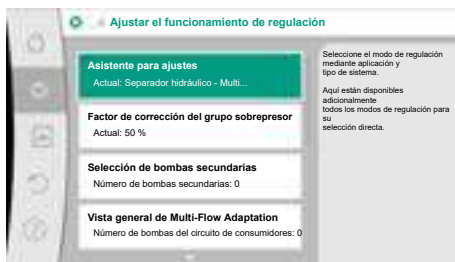 Ajustar el funcionamiento de regulación
Asistente para ajustes
Actual: Separador hidráulico - Multi...
Factor de corrección del grupo sobrepresor
Actual: 50 %
Selección de bombas secundarias
Número de bombas secundarias: 0
Vista general de Multi-Flow Adaptation
Número de bombas del circuito de consumidores: 0
Seleccione el modo de regulación
mediante aplicación y
tipo de sistema.
Aquí están disponibles
adicionalmente
todos los modos de regulación para
su
selección directa.